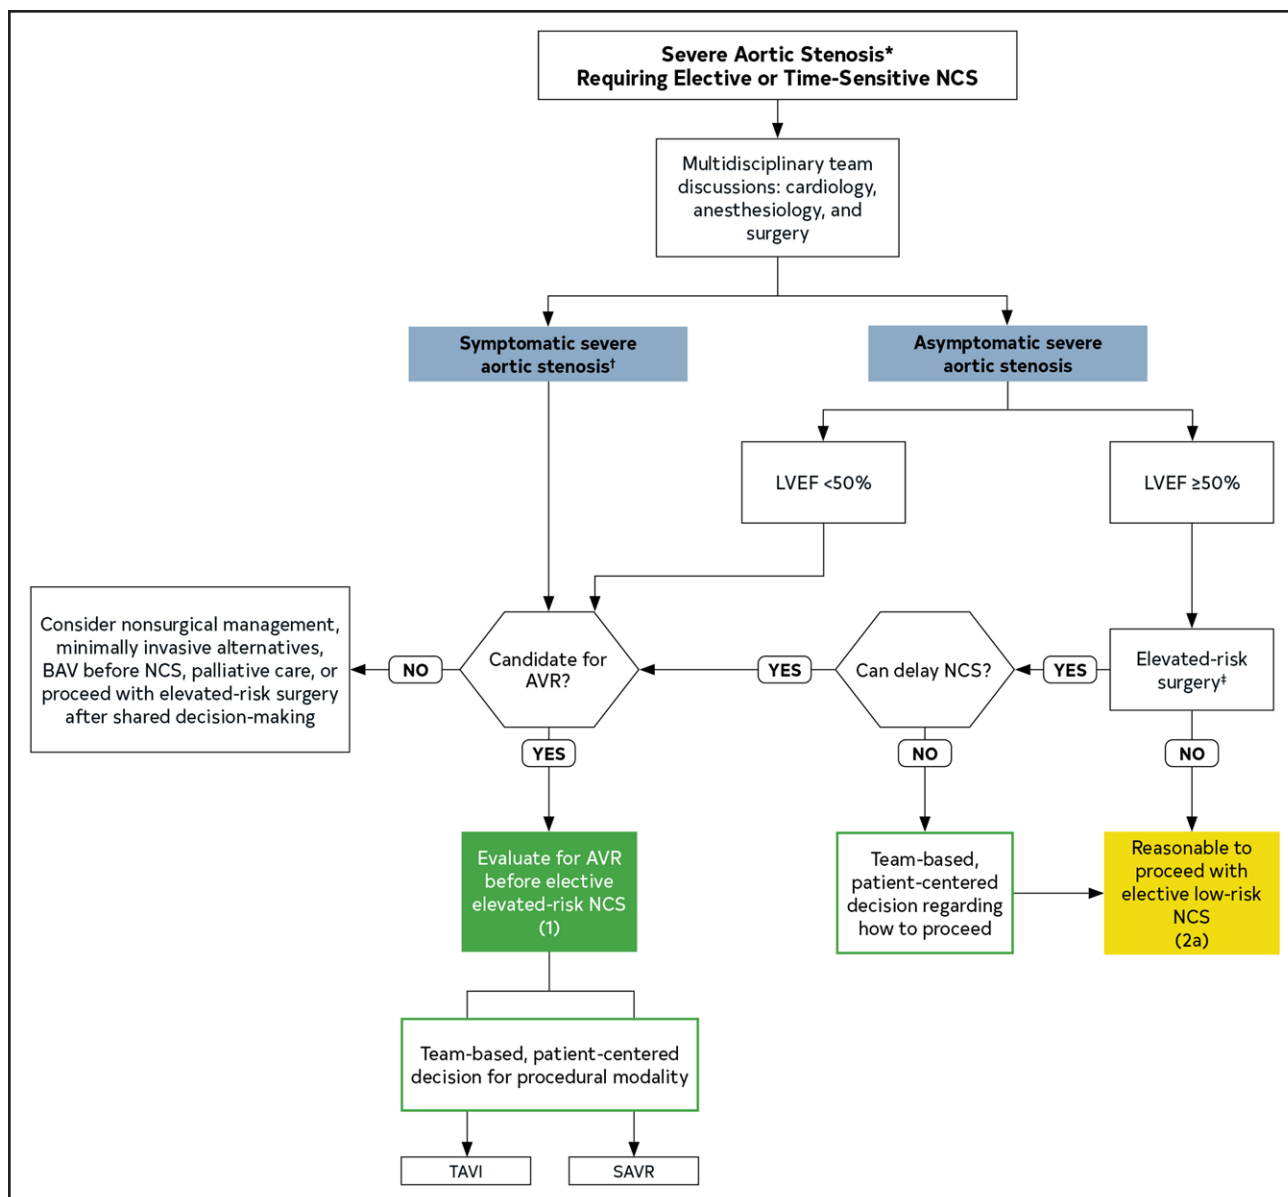 Severe Aortic Stenosis*
Requiring Elective or Time-Sensitive NCS
Multidisciplinary team
discussions: cardiology,
anesthesiology, and
surgery
Symptomatic severe
aortic stenosis†
Asymptomatic severe
aortic stenosis
LVEF <50%
LVEF ≥50%
Consider nonsurgical management,
minimally invasive alternatives,
BAV before NCS, palliative care, or
proceed with elevated-risk surgery
after shared decision-making
NO
Candidate for
AVR?
YES
Can delay NCS?
YES
Elevated-risk
surgery‡
YES
NO
NO
Evaluate for AVR
before elective
elevated-risk NCS
(1)
Team-based,
patient-centered
decision regarding
how to proceed
Reasonable to
proceed with
elective low-risk
NCS
(2a)
Team-based, patient-centered
decision for procedural modality
TAVI
SAVR